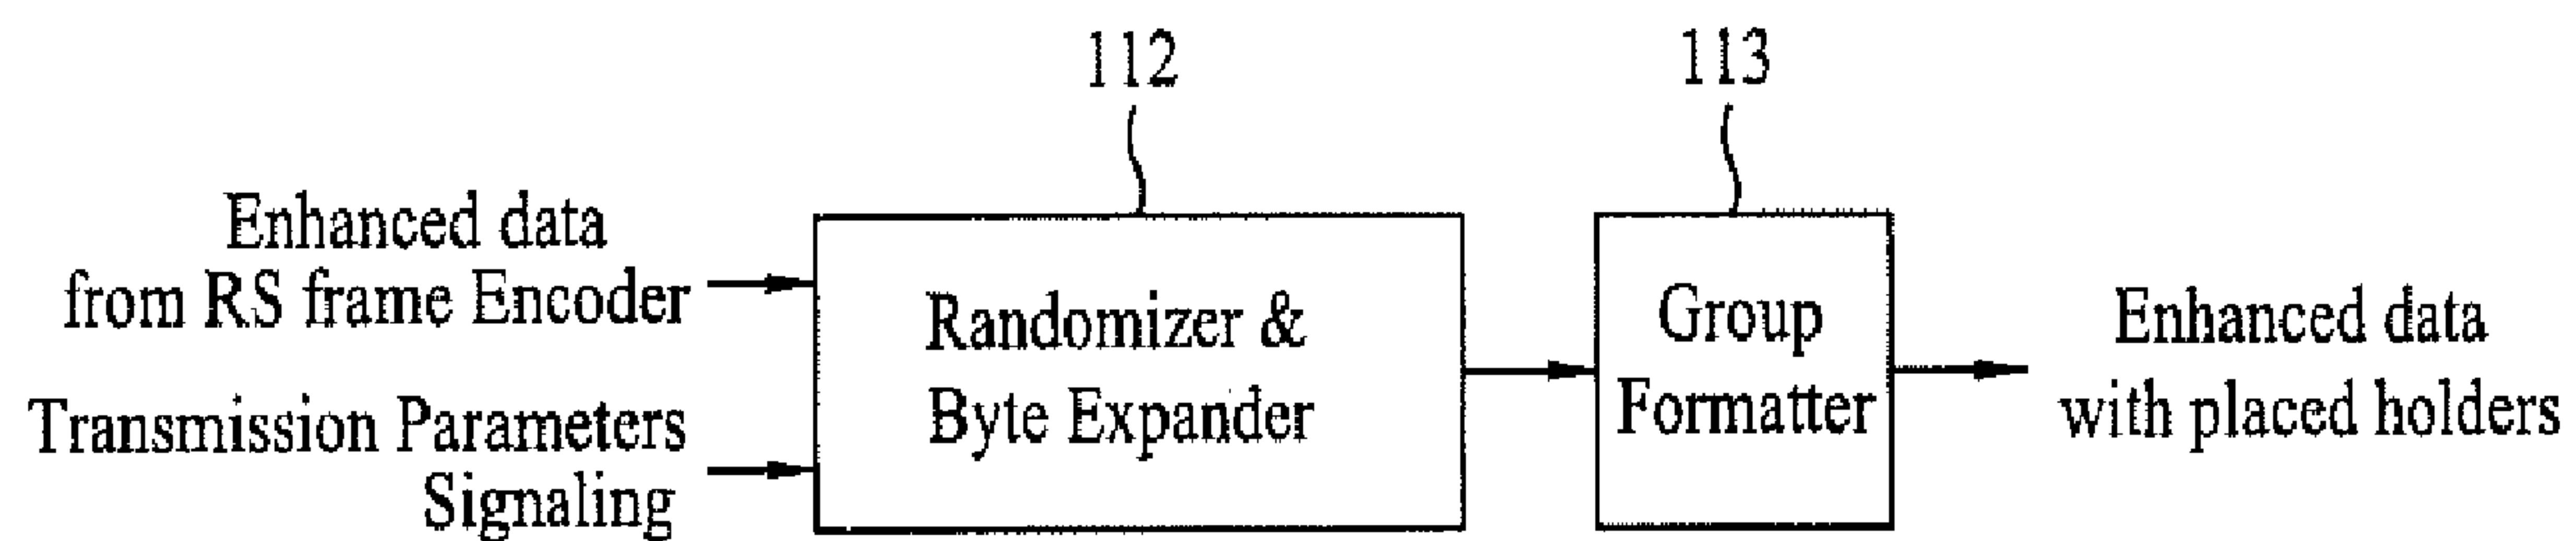 112
113
Enhanced data
from RS frame Encoder
Transmission Parameters
Signaling
Randomizer &
Byte Expander
Group
Formatter
Enhanced data
with placed holders